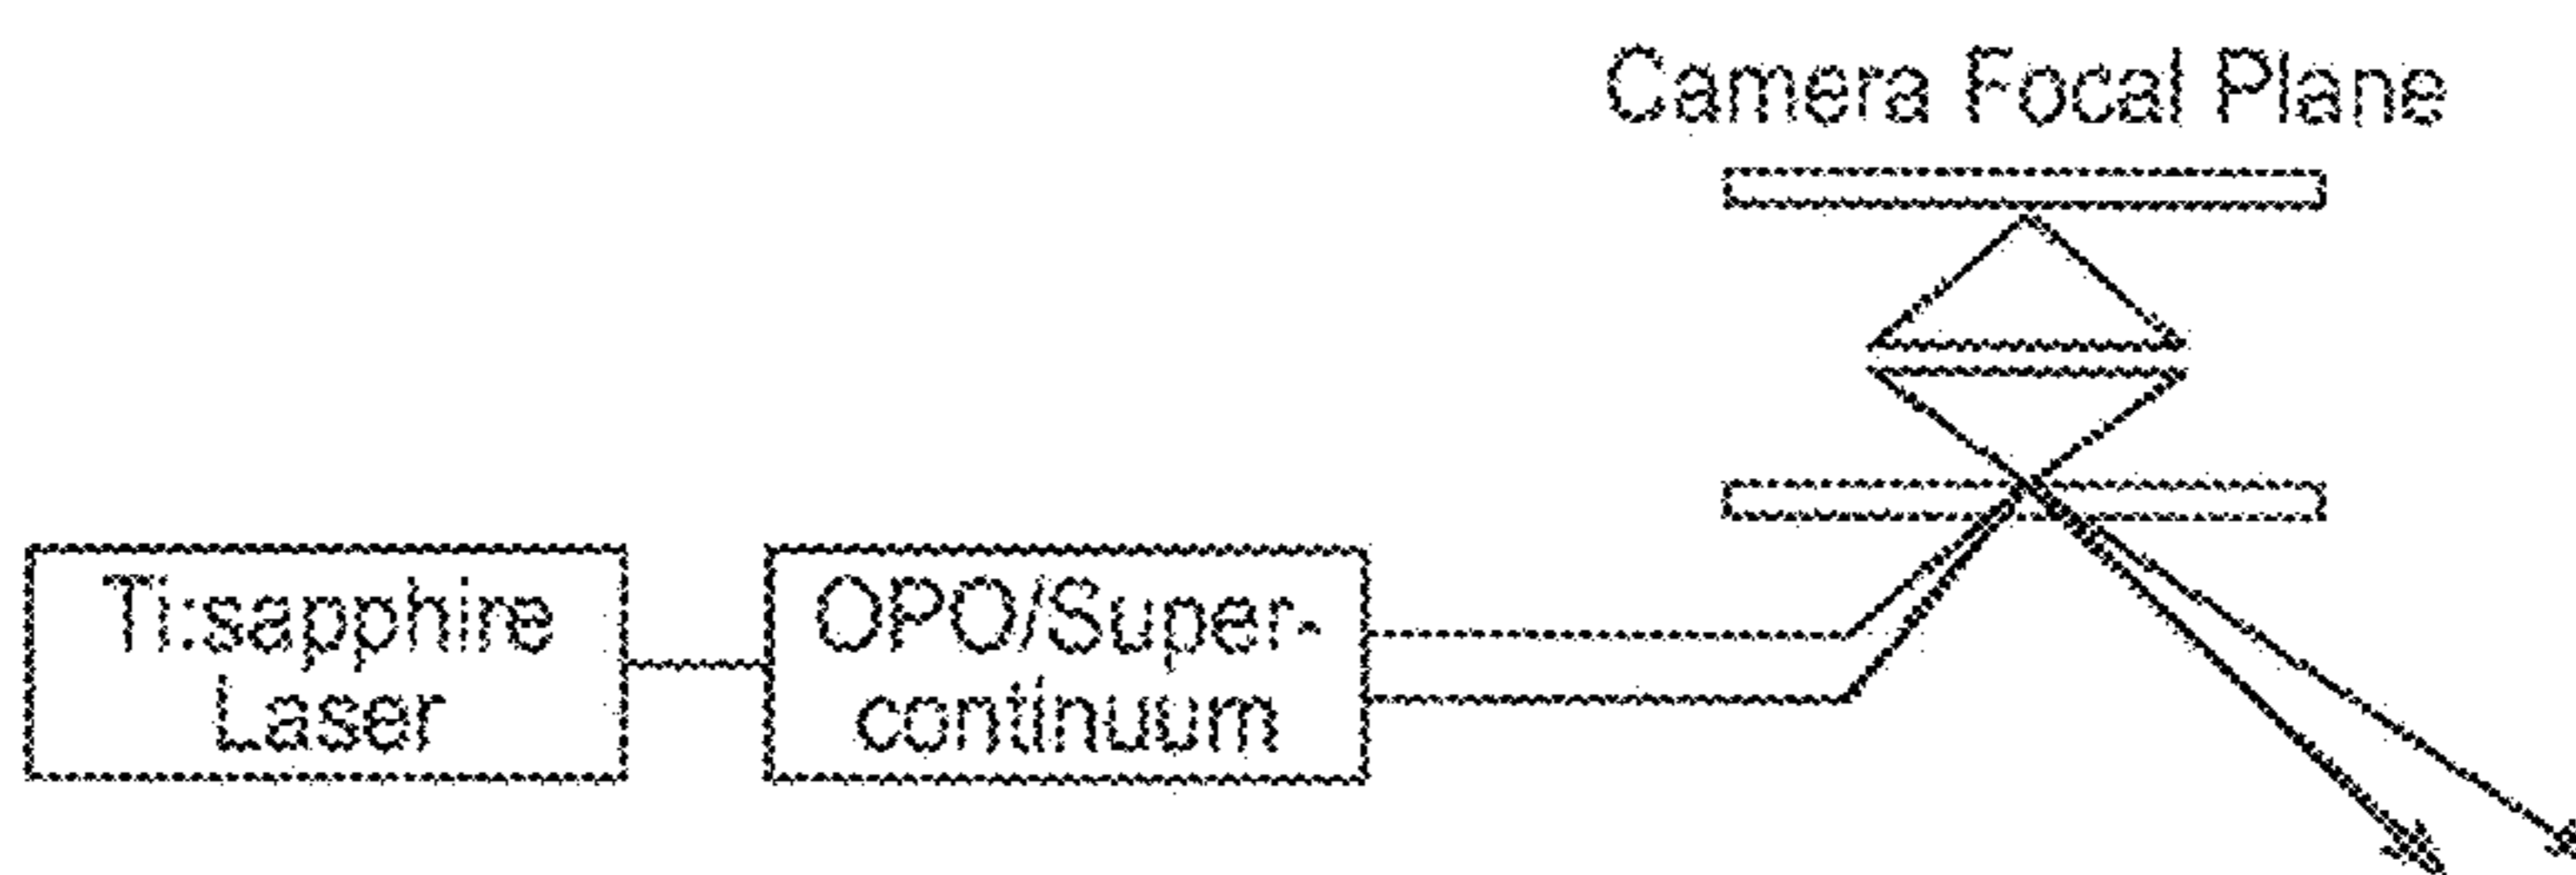 Camera Focal Plane
Ti:sapphire
Laser
OPO/Super-
continuum